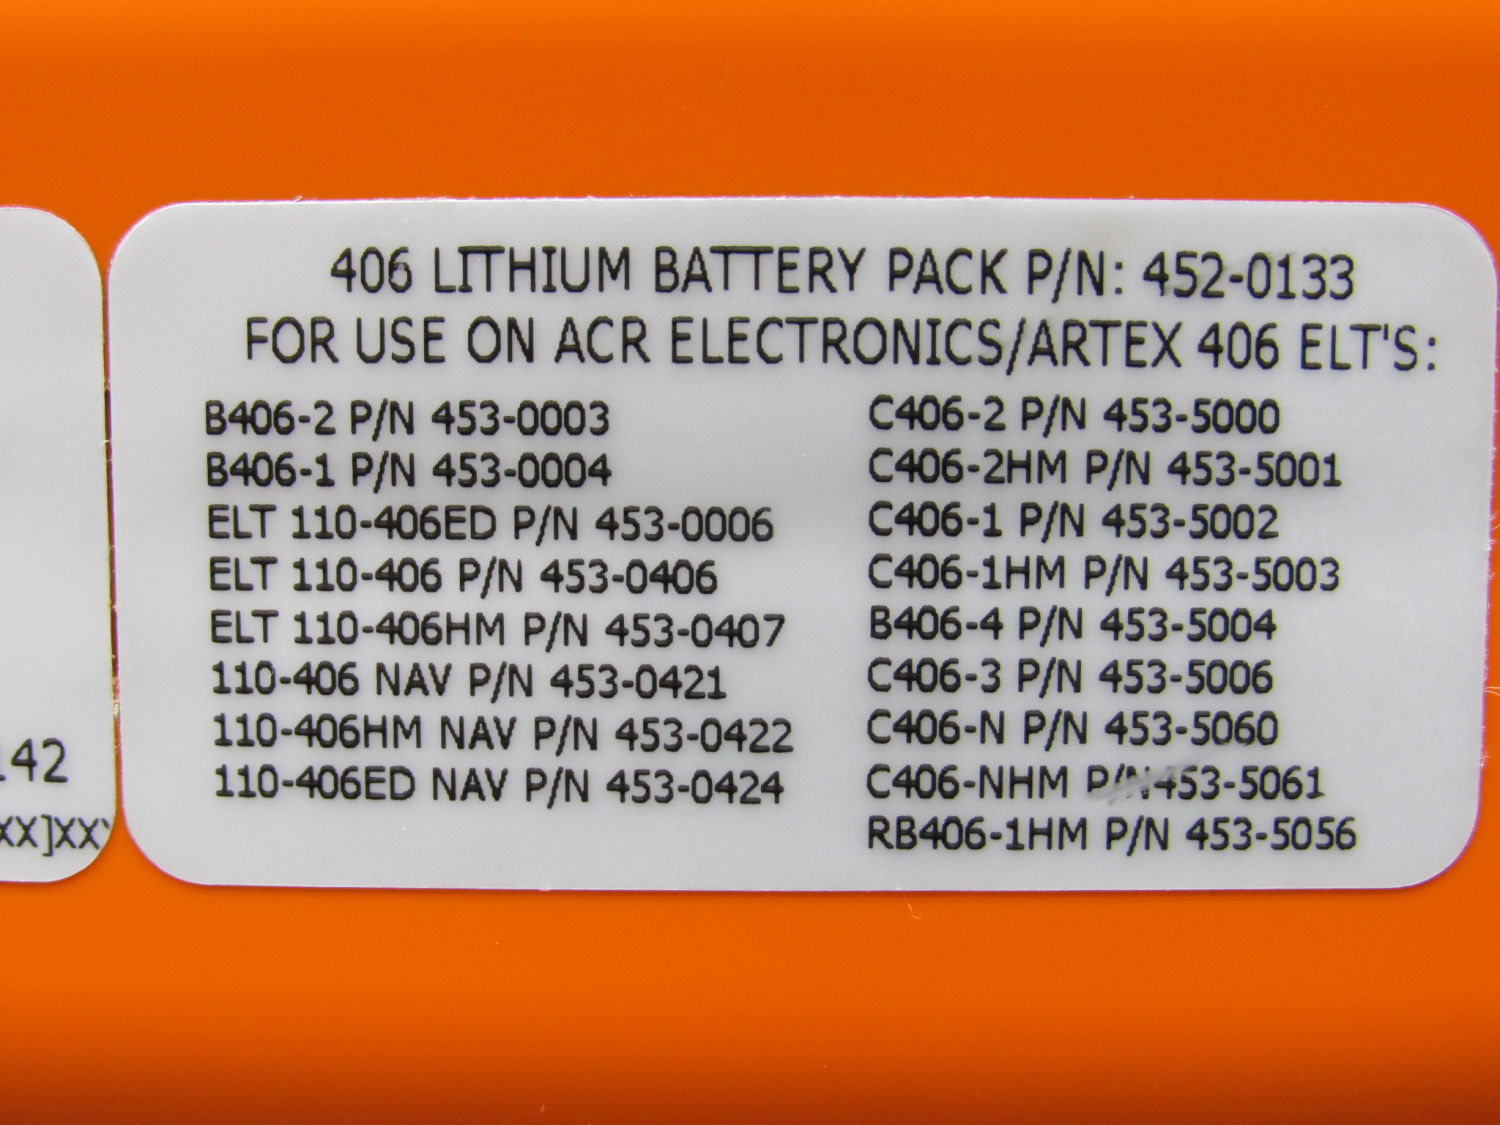 406 LITHIUM BATTERY PACK P/N: 452-0133
FOR USE ON ACR ELECTRONICS/ARTEX 406 ELT'S:
B406-2 P/N 453-0003
B406-1 P/N 453-0004
ELT 110-406ED P/N 453-0006
ELT 110-406 P/N 453-0406
ELT 110-406HM P/N 453-0407
110-406 NAV P/N 453-0421
110-406HM NAV P/N 453-0422
110-406ED NAV P/N 453-0424
C406-2 P/N 453-5000
C406-2HM P/N 453-5001
C406-1 P/N 453-5002
C406-1HM P/N 453-5003
B406-4 P/N 453-5004
C406-3 P/N 453-5006
C406-N P/N 453-5060
C406-NHM P/N 453-5061
RB406-1HM P/N 453-5056